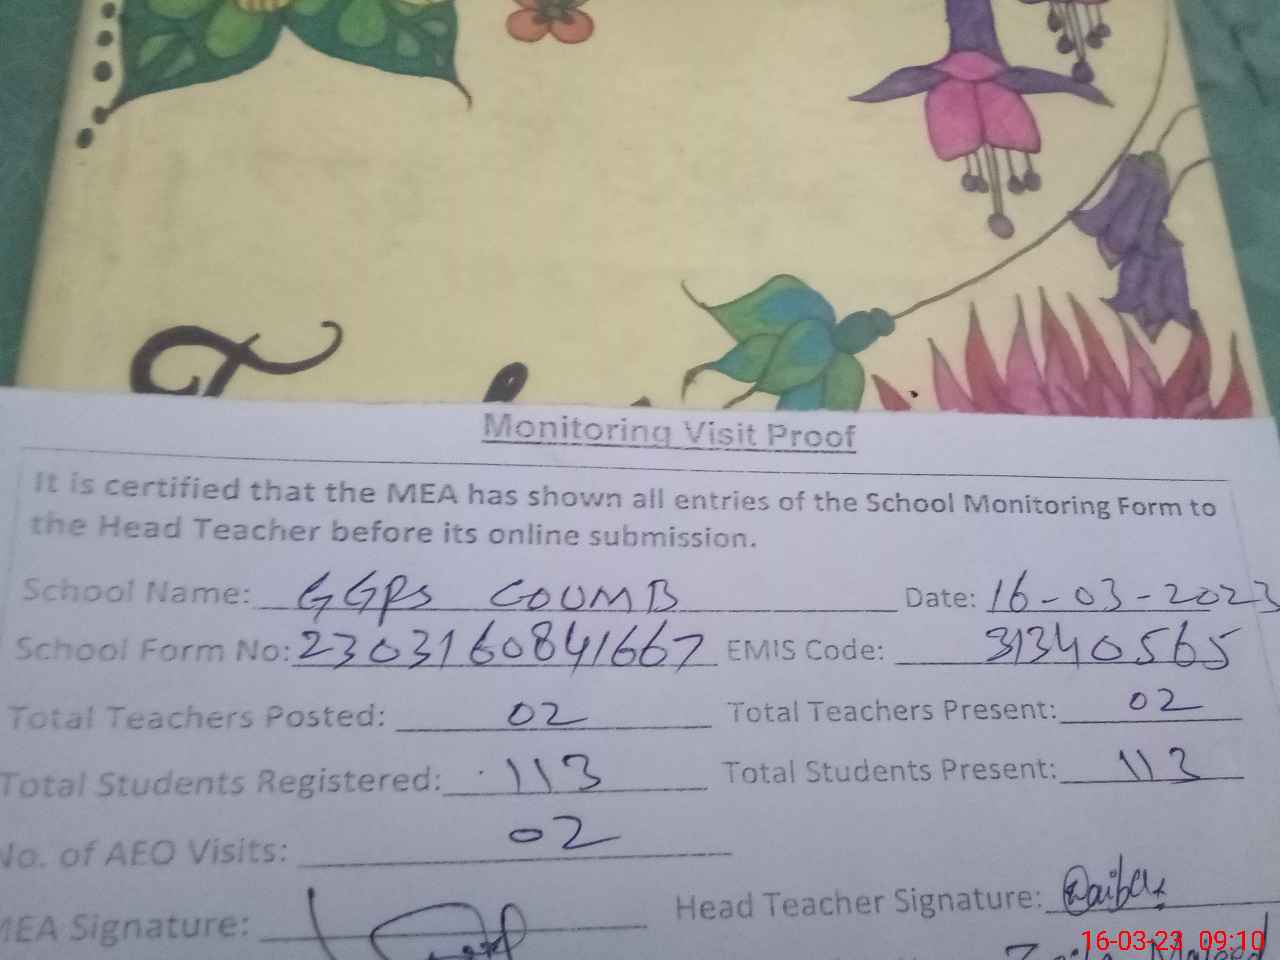 Monitoring Visit Proof
It is certified that the MEA has shown all entries of the School Monitoring Form to
the Head Teacher before its online submission.
School Name: GGPS GOUMB Date: 16-03-2023
School Form No: 2303160841667 EMIS Code: 31340565
Total Teachers Posted: 02 Total Teachers Present: 02
Total Students Registered: 113 Total Students Present: 113
No. of AEO Visits: 02
MEA Signature: Head Teacher Signature:
16-03-23 09:10